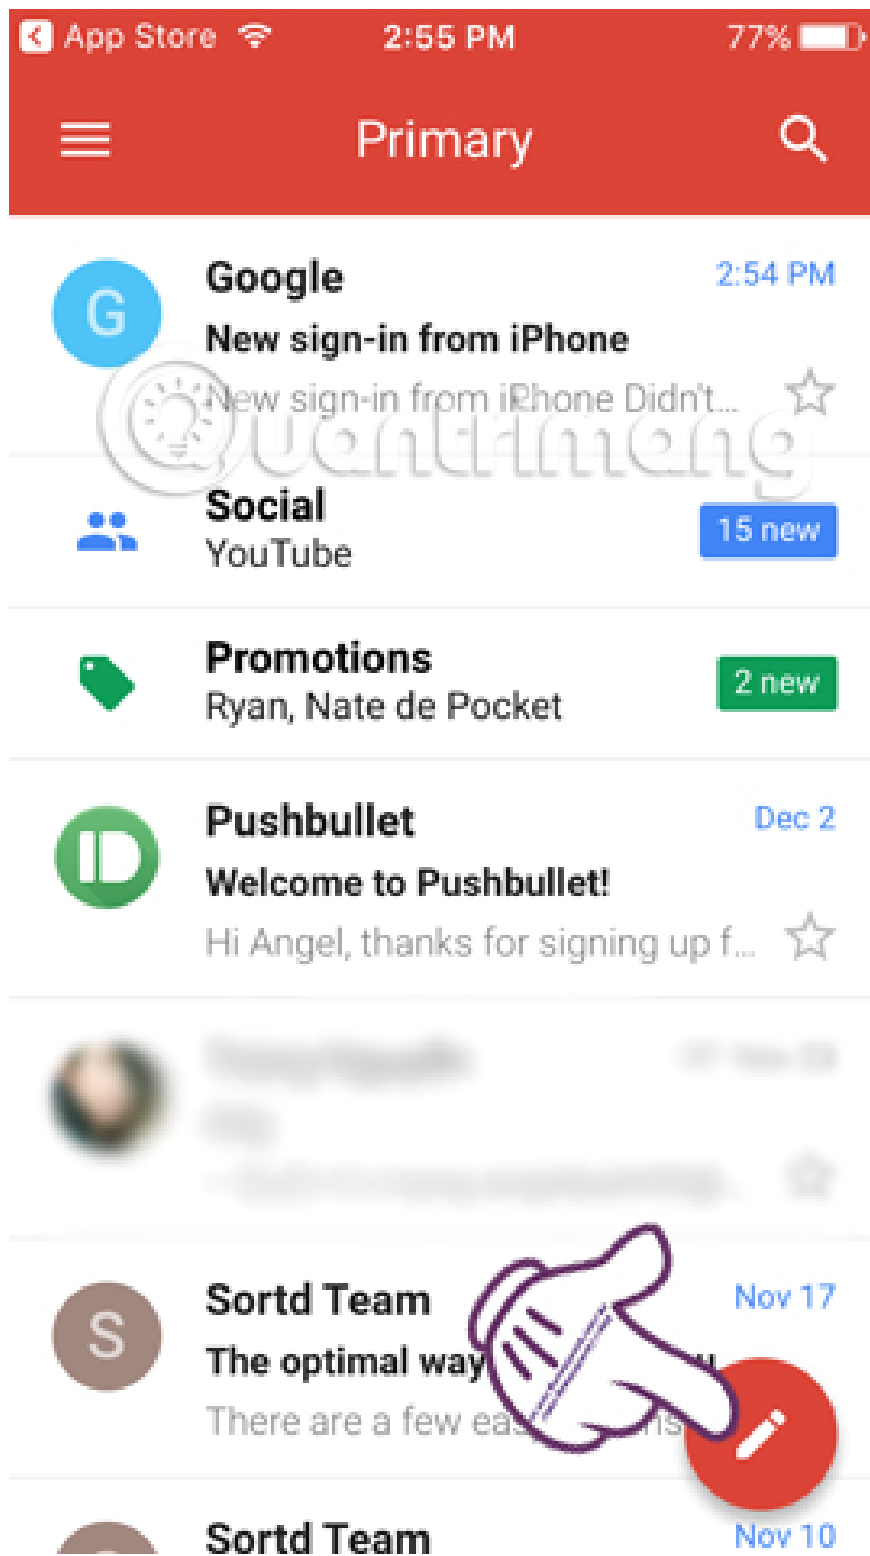 App Store
2:55 PM
77%
Primary
G
Google
2:54 PM
New sign-in from iPhone
New sign-in from iPhone Didn't...
Quantrimang
Social
15 new
YouTube
Promotions
2 new
Ryan, Nate de Pocket
Pushbullet
Dec 2
Welcome to Pushbullet!
Hi Angel, thanks for signing up f...
S
Sortd Team
Nov 17
The optimal way
There are a few
Sortd Team
Nov 10